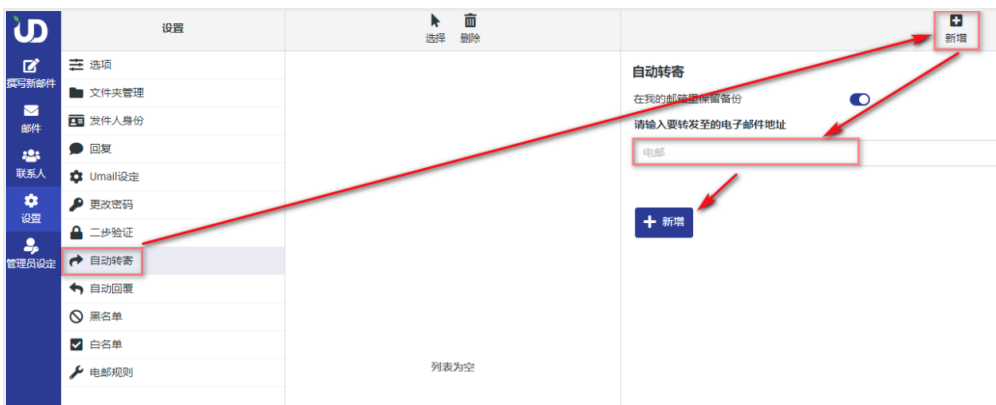 UD
撰写新邮件
邮件
联系人
设置
管理员设定
设置
选项
文件夹管理
发件人身份
回复
Umail设定
更改密码
二步验证
自动转寄
自动回覆
黑名单
白名单
电邮规则
选择 删除
列表为空
新增
自动转寄
在我的邮箱里保留备份
请输入要转发至的电子邮件地址
电邮
新增